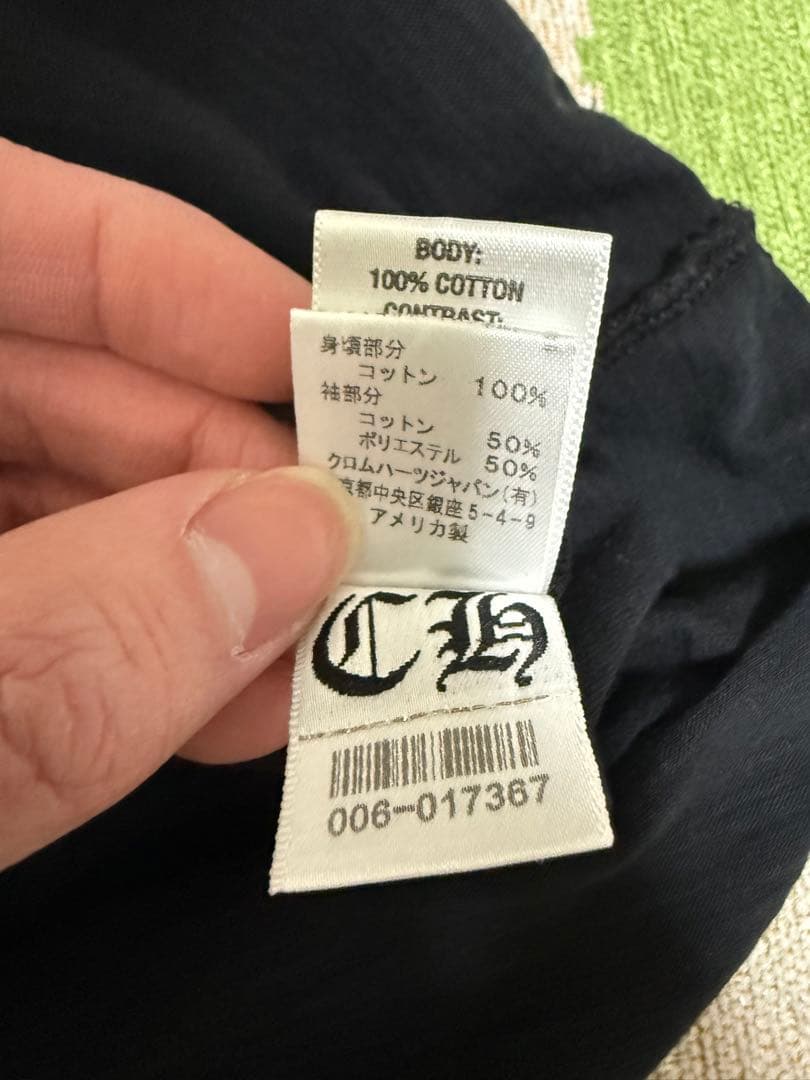 BODY:
100% COTTON
CONTRAST:
身頃部分
コットン 100%
袖部分
コットン 50%
ポリエステル 50%
クロムハーツジャパン(有)
京都中央区銀座5-4-9
アメリカ製
CH
006-017367